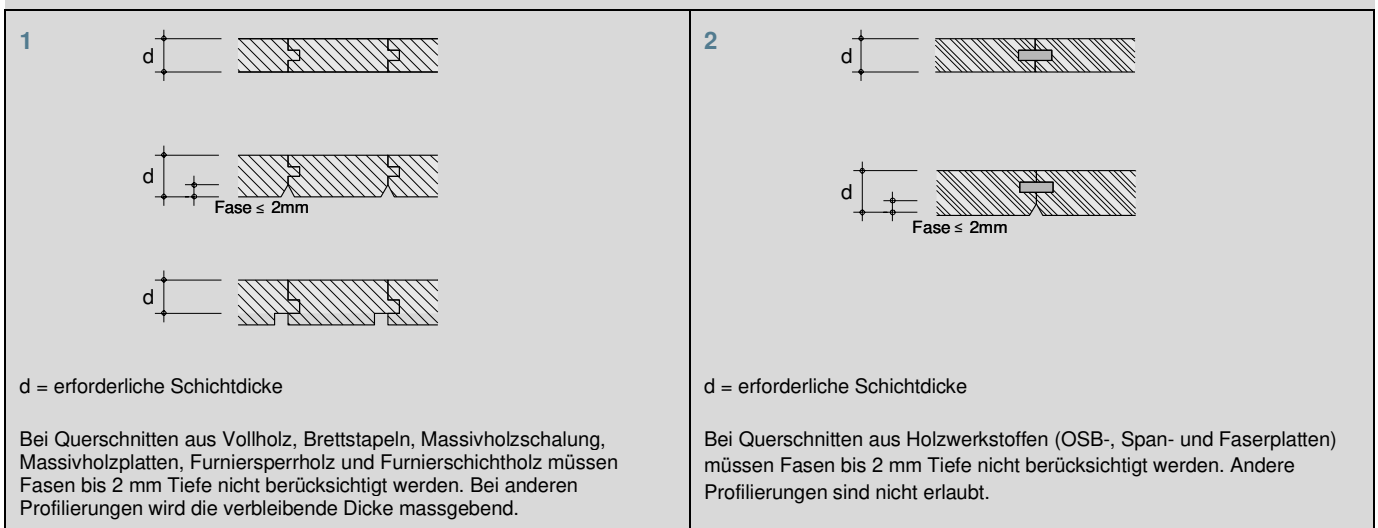 1
d
d
Fase ≤ 2mm
d
d = erforderliche Schichtdicke
Bei Querschnitten aus Vollholz, Brettstapeln, Massivholzschalung,
Massivholzplatten, Furniersperrholz und Furnierschichtholz müssen
Fasen bis 2 mm Tiefe nicht berücksichtigt werden. Bei anderen
Profilierungen wird die verbleibende Dicke massgebend.
2
d
d
Fase ≤ 2mm
d = erforderliche Schichtdicke
Bei Querschnitten aus Holzwerkstoffen (OSB-, Span- und Faserplatten)
müssen Fasen bis 2 mm Tiefe nicht berücksichtigt werden. Andere
Profilierungen sind nicht erlaubt.